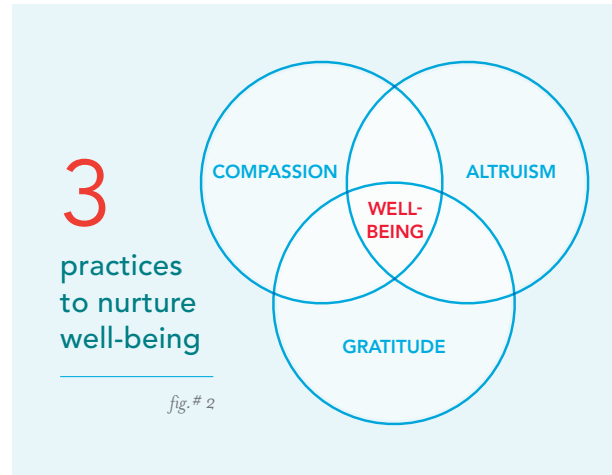 3
practices
to nurture
well-being
fig.# 2
COMPASSION
ALTRUISM
WELL-
BEING
GRATITUDE